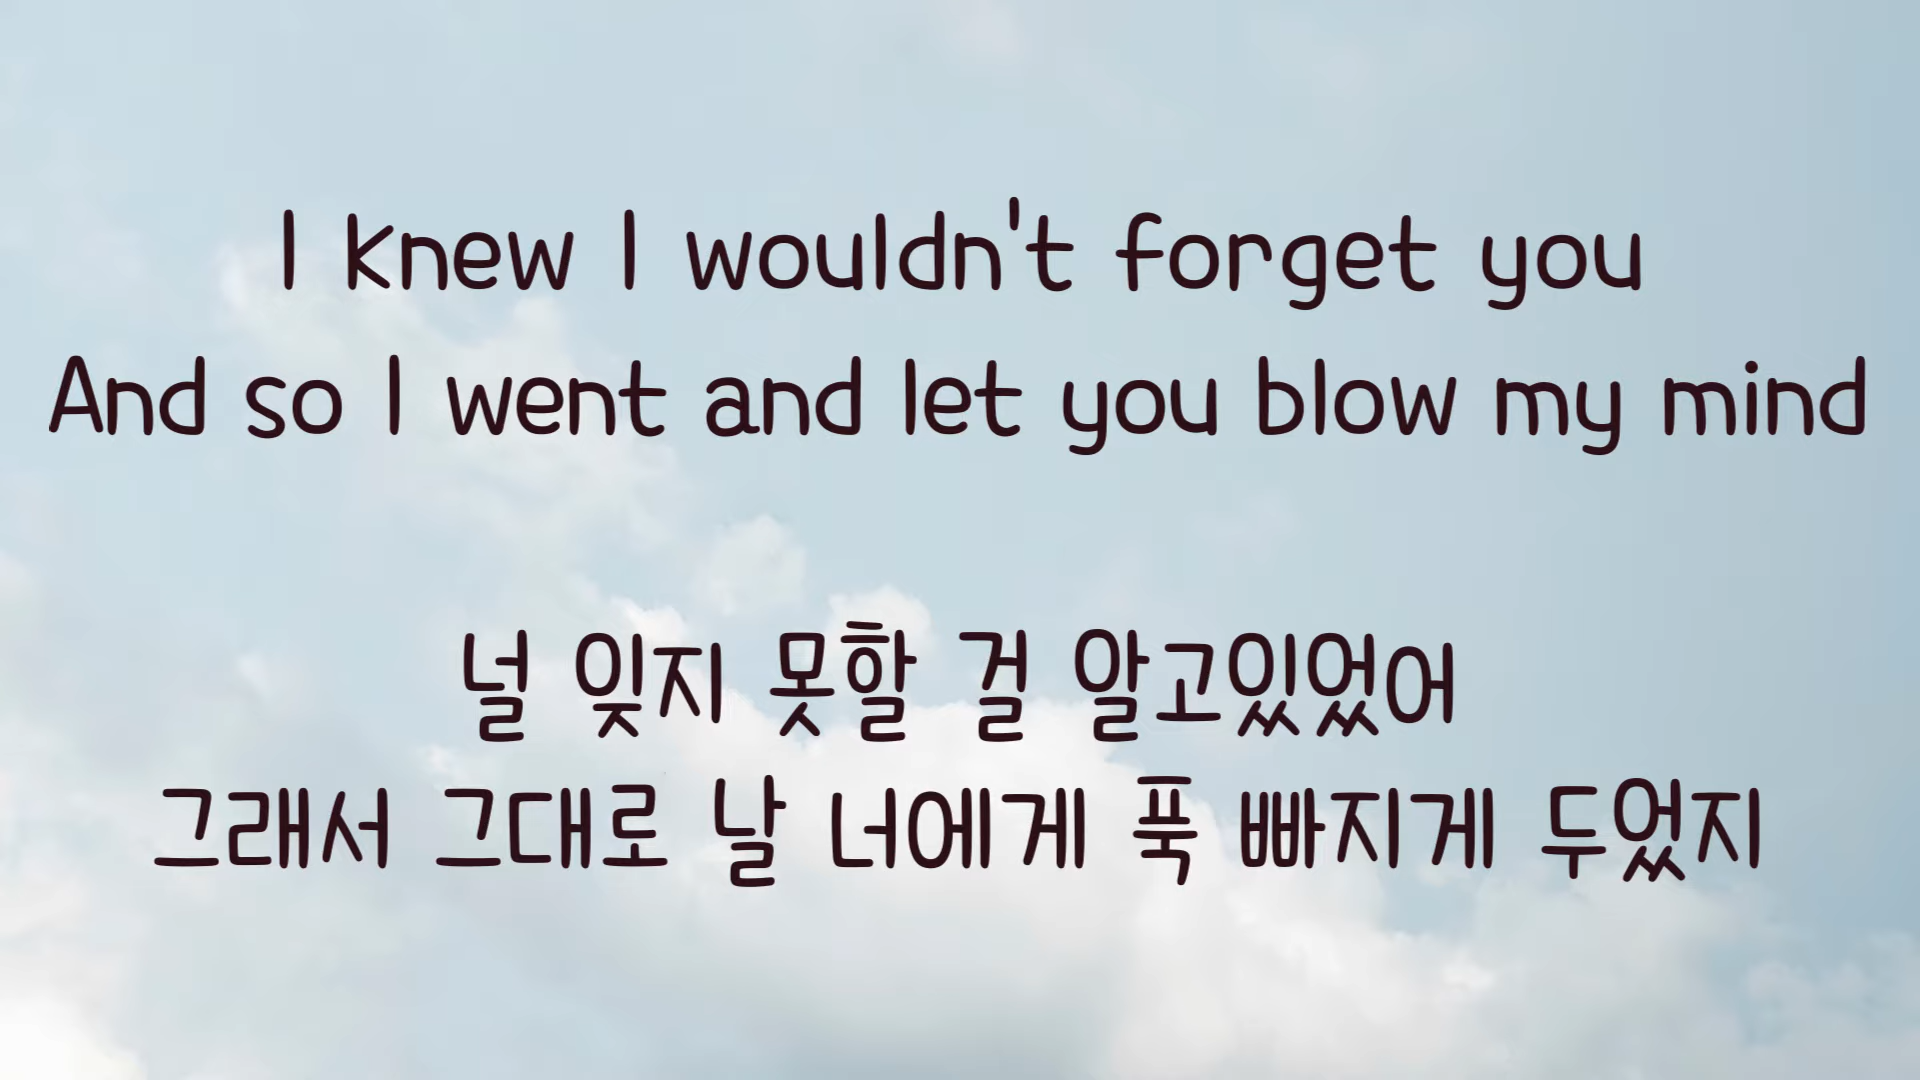 I knew I wouldn't forget you
And so I went and let you blow my mind
널 잊지 못할 걸 알고있었어
그래서 그대로 날 너에게 푹 빠지게 두었지